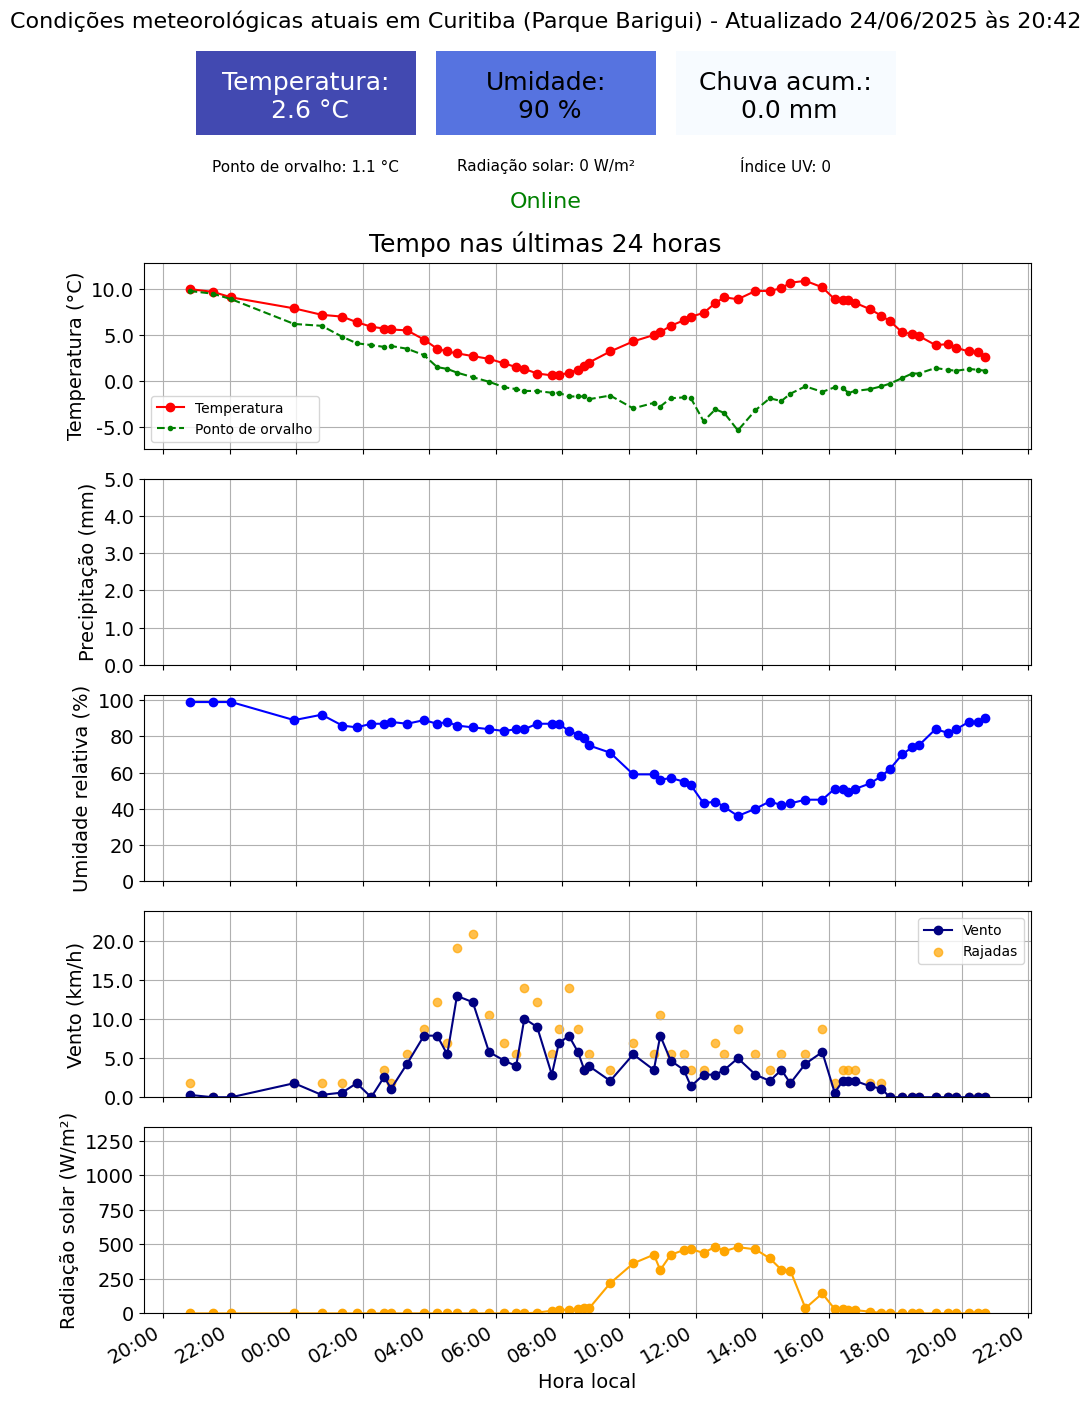 Condições meteorológicas atuais em Curitiba (Parque Barigui) - Atualizado 24/06/2025 às 20:42
Temperatura:
2.6 °C
Umidade:
90 %
Chuva acum.:
0.0 mm
Ponto de orvalho: 1.1 °C
Radiação solar: 0 W/m²
Índice UV: 0
Online
Tempo nas últimas 24 horas
Temperatura (°C)
10.0
5.0
0.0
-5.0
Temperatura
Ponto de orvalho
Precipitação (mm)
5.0
4.0
3.0
2.0
1.0
0.0
Umidade relativa (%)
100
80
60
40
20
0
Vento (km/h)
20.0
15.0
10.0
5.0
0.0
Vento
Rajadas
Radiação solar (W/m²)
1250
1000
750
500
250
0
20:00
22:00
00:00
02:00
04:00
06:00
08:00
10:00
12:00
14:00
16:00
18:00
20:00
22:00
Hora local